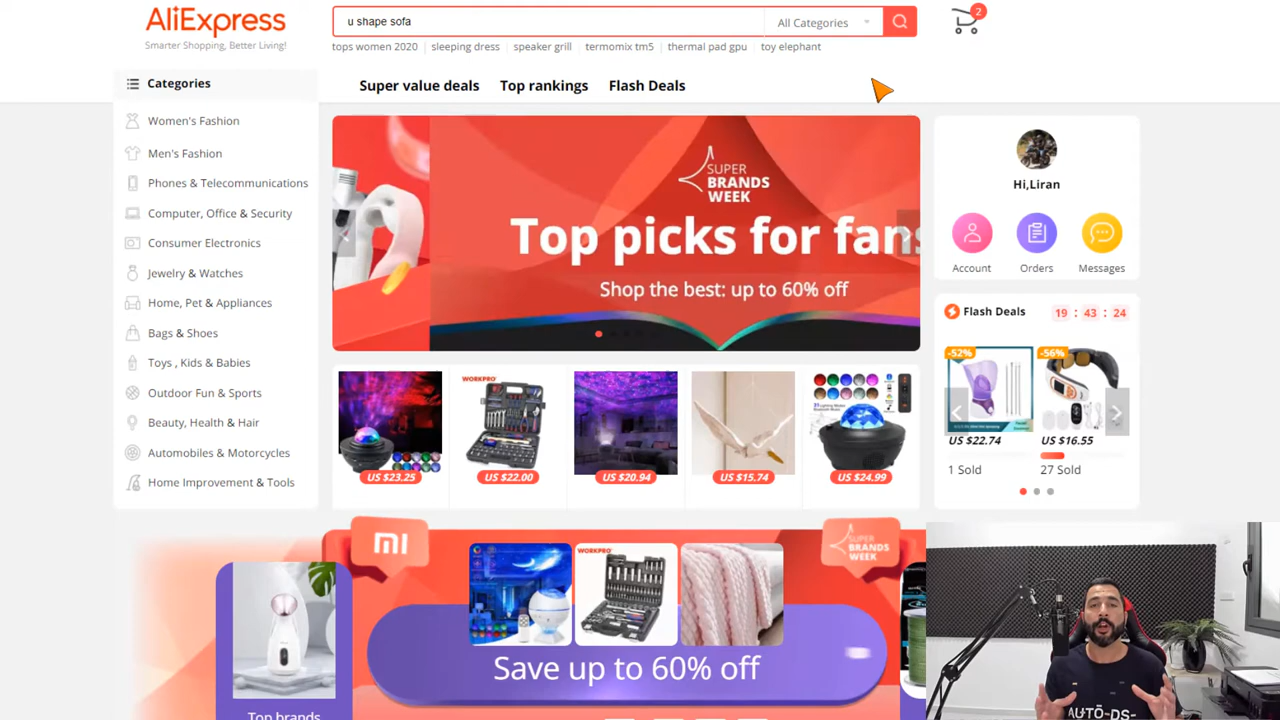 AliExpress
Smarter Shopping, Better Living!
u shape sofa
All Categories
2
tops women 2020 | sleeping dress | speaker grill | termomix tm5 | thermal pad gpu | toy elephant
Categories
Super value deals
Top rankings
Flash Deals
Women's Fashion
Men's Fashion
Phones & Telecommunications
Computer, Office & Security
Consumer Electronics
Jewelry & Watches
Home, Pet & Appliances
Bags & Shoes
Toys , Kids & Babies
Outdoor Fun & Sports
Beauty, Health & Hair
Automobiles & Motorcycles
Home Improvement & Tools
SUPER
BRANDS
WEEK
Top picks for fans
Shop the best: up to 60% off
Hi,Liran
Account
Orders
Messages
Flash Deals
19 : 43 : 24
-52%
-56%
US $22.74
US $16.55
1 Sold
27 Sold
WORKPRO
US $23.25
US $22.00
US $20.94
US $15.74
US $24.99
MI
SUPER
BRANDS
WEEK
WORKPRO
Save up to 60% off
Top brands
AUTO-DS-